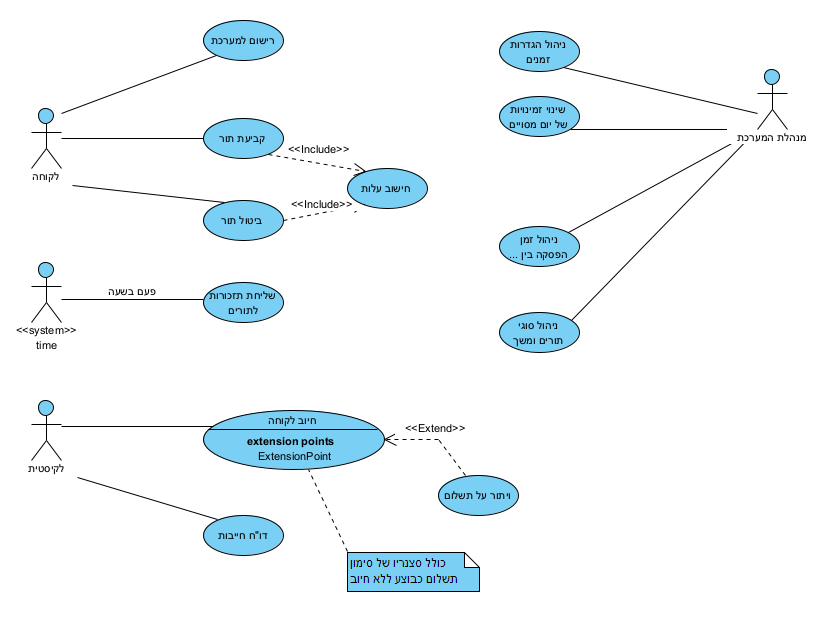 רישום למערכת
ניהול הגדרות
זמנים
שינוי זמינויות
של יום מסויים
מנהלת המערכת
קביעת תור
<<Include>>
לקוחה
חישוב עלות
<<Include>>
ביטול תור
ניהול זמן
הפסקה בין ...
פעם בשעה
שליחת תזכורות
לתורים
<<system>>
time
ניהול סוגי
תורים ומשך
חיוב לקוחה
extension points
ExtensionPoint
<<Extend>>
לקיסטית
ויתור על תשלום
דו"ח חייבות
כולל סצנריו של סימון
תשלום כבוצע ללא חיוב